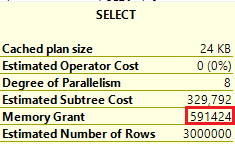 SELECT
Cached plan size 24 KB
Estimated Operator Cost 0 (0%)
Degree of Parallelism 8
Estimated Subtree Cost 329,792
Memory Grant 591424
Estimated Number of Rows 3000000